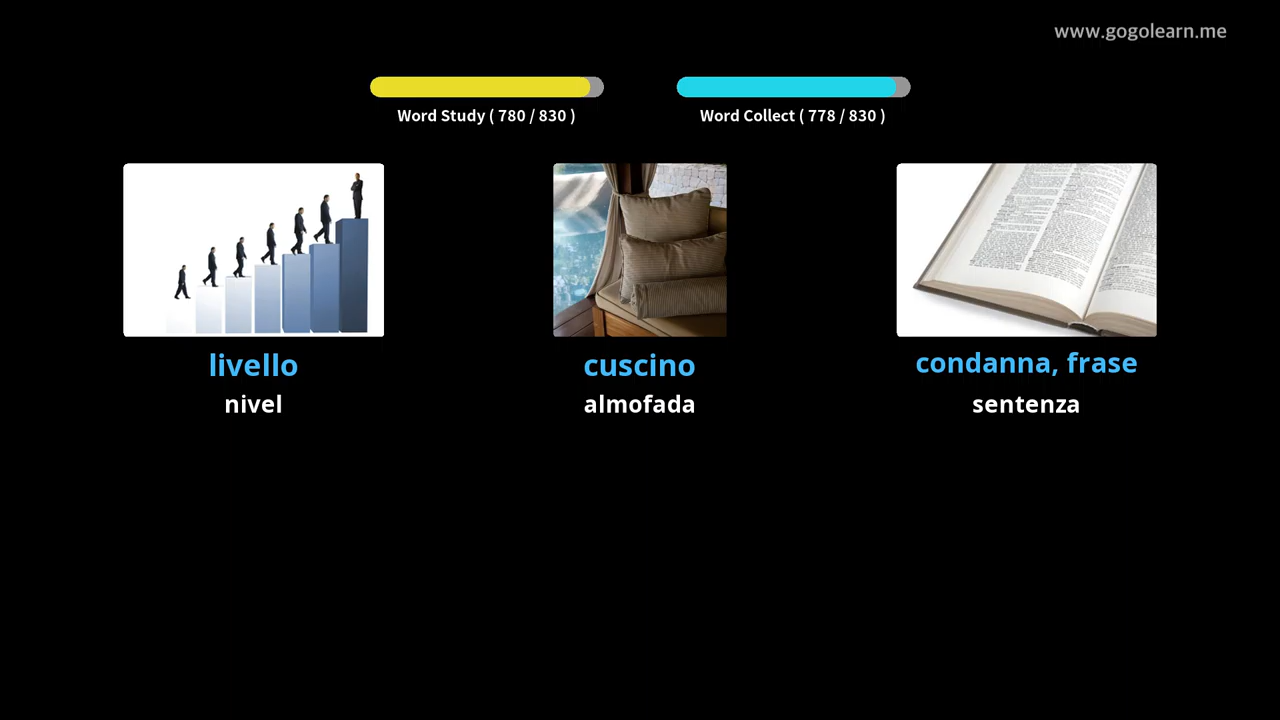 www.gogolearn.me
Word Study ( 780 / 830 )
Word Collect ( 778 / 830 )
livello
nivel
cuscino
almofada
condanna, frase
sentenza